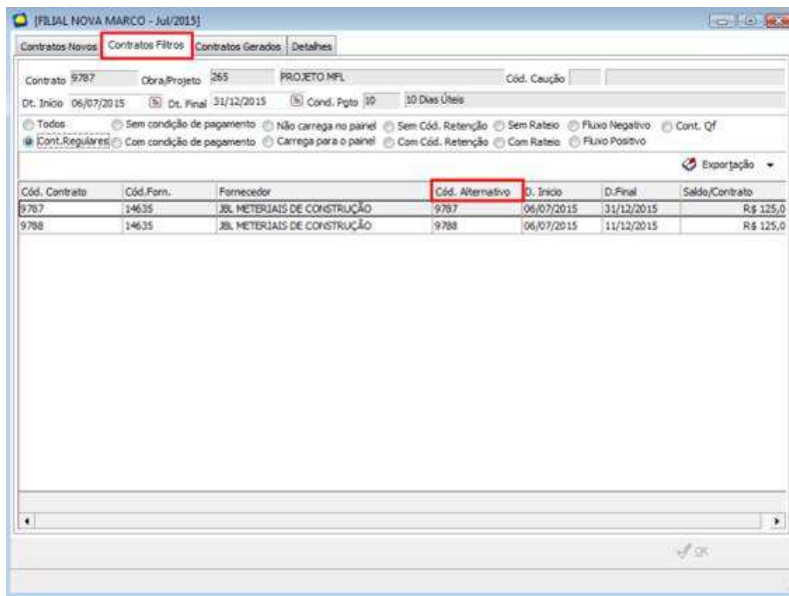 [FILIAL NOVA MARCO - Jul/2015]
Contratos Novos Contratos Filtros Contratos Gerados Detalhes
Contrato 9787 Obra/Projeto 265 PROJETO MFL Cód. Caução
Dt. Início 06/07/2015 Dt. Final 31/12/2015 Cond. Pgto 10 10 Dias Úteis
Todos Sem condição de pagamento Não carrega no painel Sem Cód. Retenção Sem Rateio Fluxo Negativo Cont. Qf
Cont.Regulares Com condição de pagamento Carrega para o painel Com Cód. Retenção Com Rateio Fluxo Positivo
Exportação
Cód. Contrato Cód.Forn. Fornecedor Cód. Alternativo D. Inicio D.Final Saldo/Contrato
9787 14635 JBL METERIAIS DE CONSTRUÇÃO 9787 06/07/2015 31/12/2015 R$ 125,0
9788 14635 JBL METERIAIS DE CONSTRUÇÃO 9788 06/07/2015 11/12/2015 R$ 125,0
OK